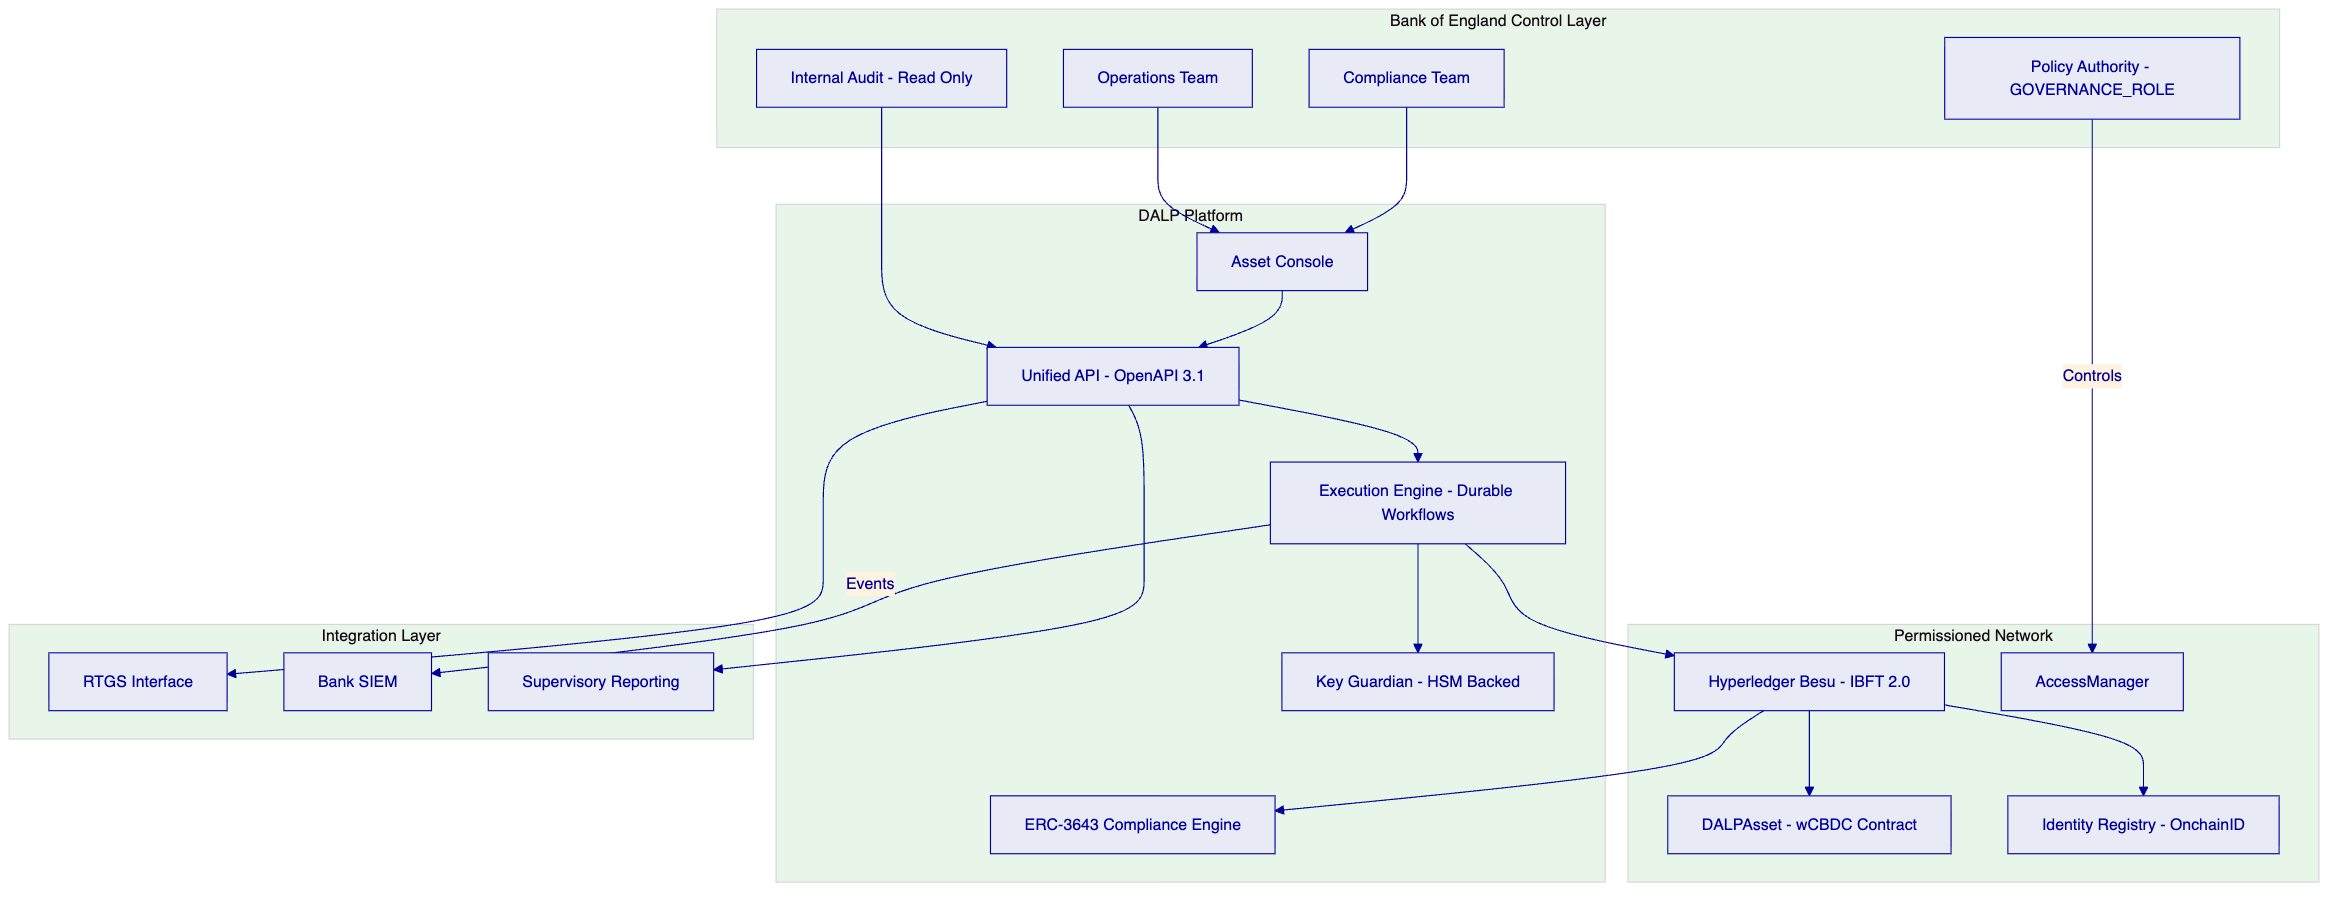 Bank of England Control Layer
Internal Audit - Read Only
Operations Team
Compliance Team
Policy Authority -
GOVERNANCE_ROLE
DALP Platform
Asset Console
Unified API - OpenAPI 3.1
Controls
Execution Engine - Durable
Workflows
Events
Integration Layer
RTGS Interface
Bank SIEM
Supervisory Reporting
Key Guardian - HSM Backed
Permissioned Network
Hyperledger Besu - IBFT 2.0
AccessManager
ERC-3643 Compliance Engine
DALPAsset - wCBDC Contract
Identity Registry - OnchainID